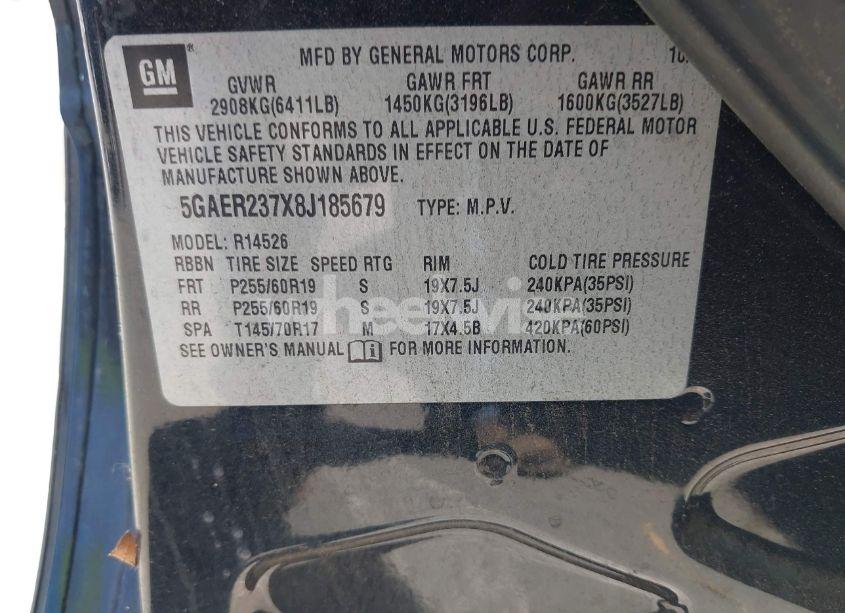 GM ® MFD BY GENERAL MOTORS CORP. 10.
GVWR GAWR FRT GAWR RR
2908KG(6411LB) 1450KG(3196LB) 1600KG(3527LB)
THIS VEHICLE CONFORMS TO ALL APPLICABLE U.S. FEDERAL MOTOR
VEHICLE SAFETY STANDARDS IN EFFECT ON THE DATE OF
MANUFACTURE SHOWN ABOVE.
5GAER237X8J185679 TYPE: M.P.V.
MODEL: R14526
RBBN TIRE SIZE SPEED RTG RIM COLD TIRE PRESSURE
FRT P255/60R19 S 19X7.5J 240KPA(35PSI)
RR P255/60R19 S 19X7.5J 240KPA(35PSI)
SPA T145/70R17 M 17X4.5B 420KPA(60PSI)
SEE OWNER'S MANUAL FOR MORE INFORMATION.